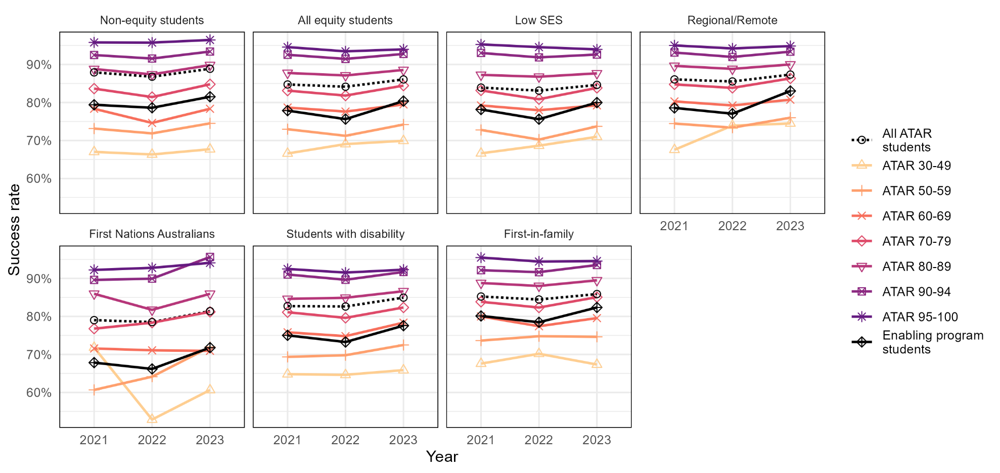 Non-equity students
All equity students
Low SES
Regional/Remote
90%
80%
70%
60%
2021 2022 2023
First Nations Australians
Students with disability
First-in-family
90%
80%
70%
60%
2021 2022 2023
2021 2022 2023
2021 2022 2023
Success rate
Year
All ATAR
students
ATAR 30-49
ATAR 50-59
ATAR 60-69
ATAR 70-79
ATAR 80-89
ATAR 90-94
ATAR 95-100
Enabling program
students